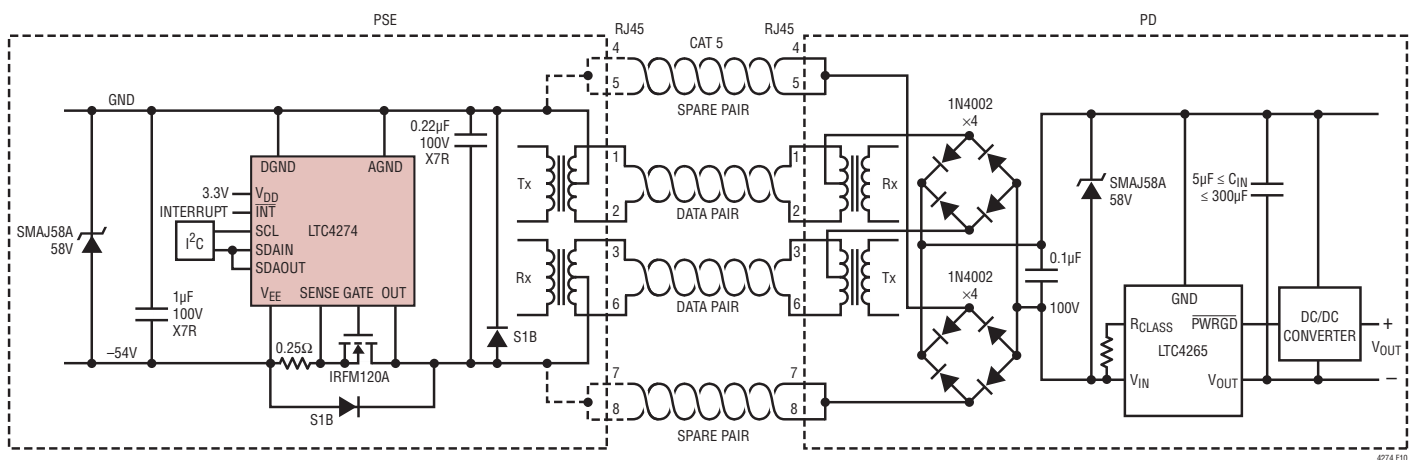 PSE
PD
RJ45
RJ45
CAT 5
4
5
4
5
SPARE PAIR
GND
DGND
AGND
0.22µF
100V
X7R
3.3V
INTERRUPT
VDD
INT
SCL
SDAIN
SDAOUT
I2C
LTC4274
VEE
SENSE
GATE
OUT
SMAJ58A
58V
1µF
100V
X7R
–54V
0.25Ω
IRFM120A
S1B
S1B
Tx
Rx
1
2
1
2
DATA PAIR
3
6
3
6
DATA PAIR
Rx
Tx
7
8
7
8
SPARE PAIR
1N4002
×4
1N4002
×4
0.1µF
100V
SMAJ58A
58V
5µF ≤ CIN
≤ 300µF
GND
RCLASS
PWRGD
LTC4265
VIN
VOUT
DC/DC
CONVERTER
+
VOUT
–
4274 F10